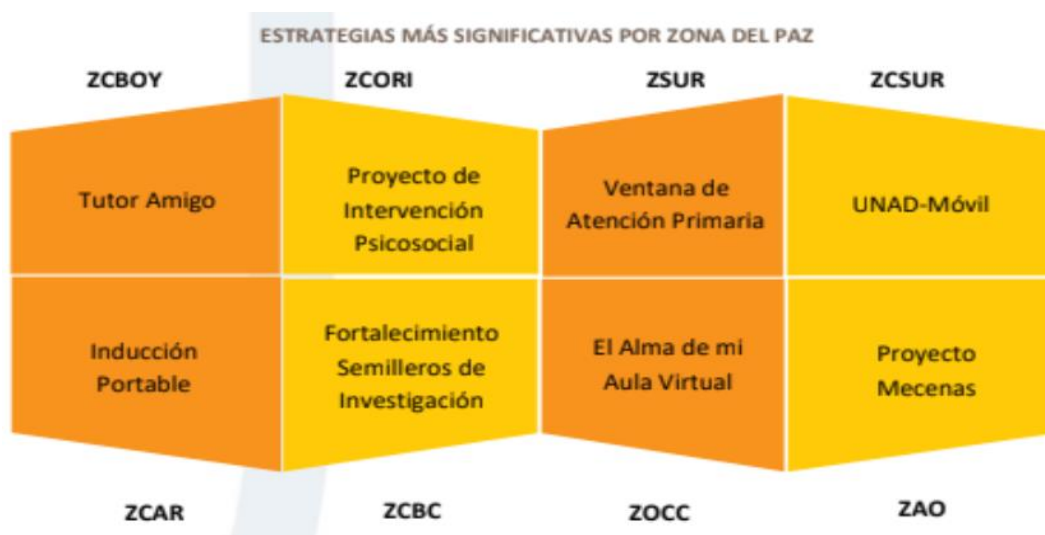 ESTRATEGIAS MÁS SIGNIFICATIVAS POR ZONA DEL PAZ
ZCBOY
ZCORI
ZSUR
ZCSUR
Tutor Amigo
Proyecto de
Intervención
Psicosocial
Ventana de
Atención Primaria
UNAD-Móvil
Inducción
Portable
Fortalecimiento
Semilleros de
Investigación
El Alma de mi
Aula Virtual
Proyecto
Mecenas
ZCAR
ZCBC
ZOCC
ZAO